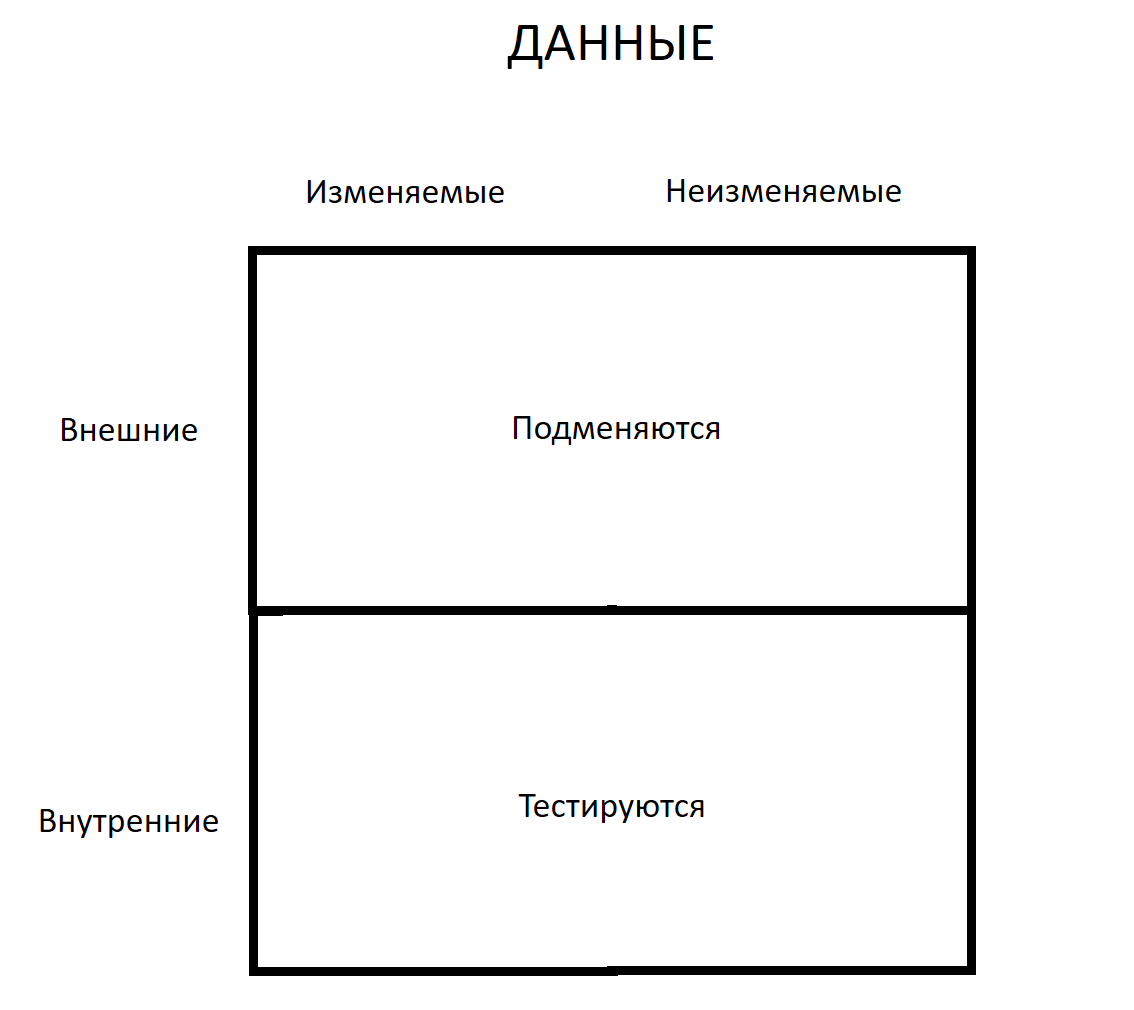 ДАННЫЕ
Изменяемые Неизменяемые
Внешние
Подменяются
Внутренние
Тестируются